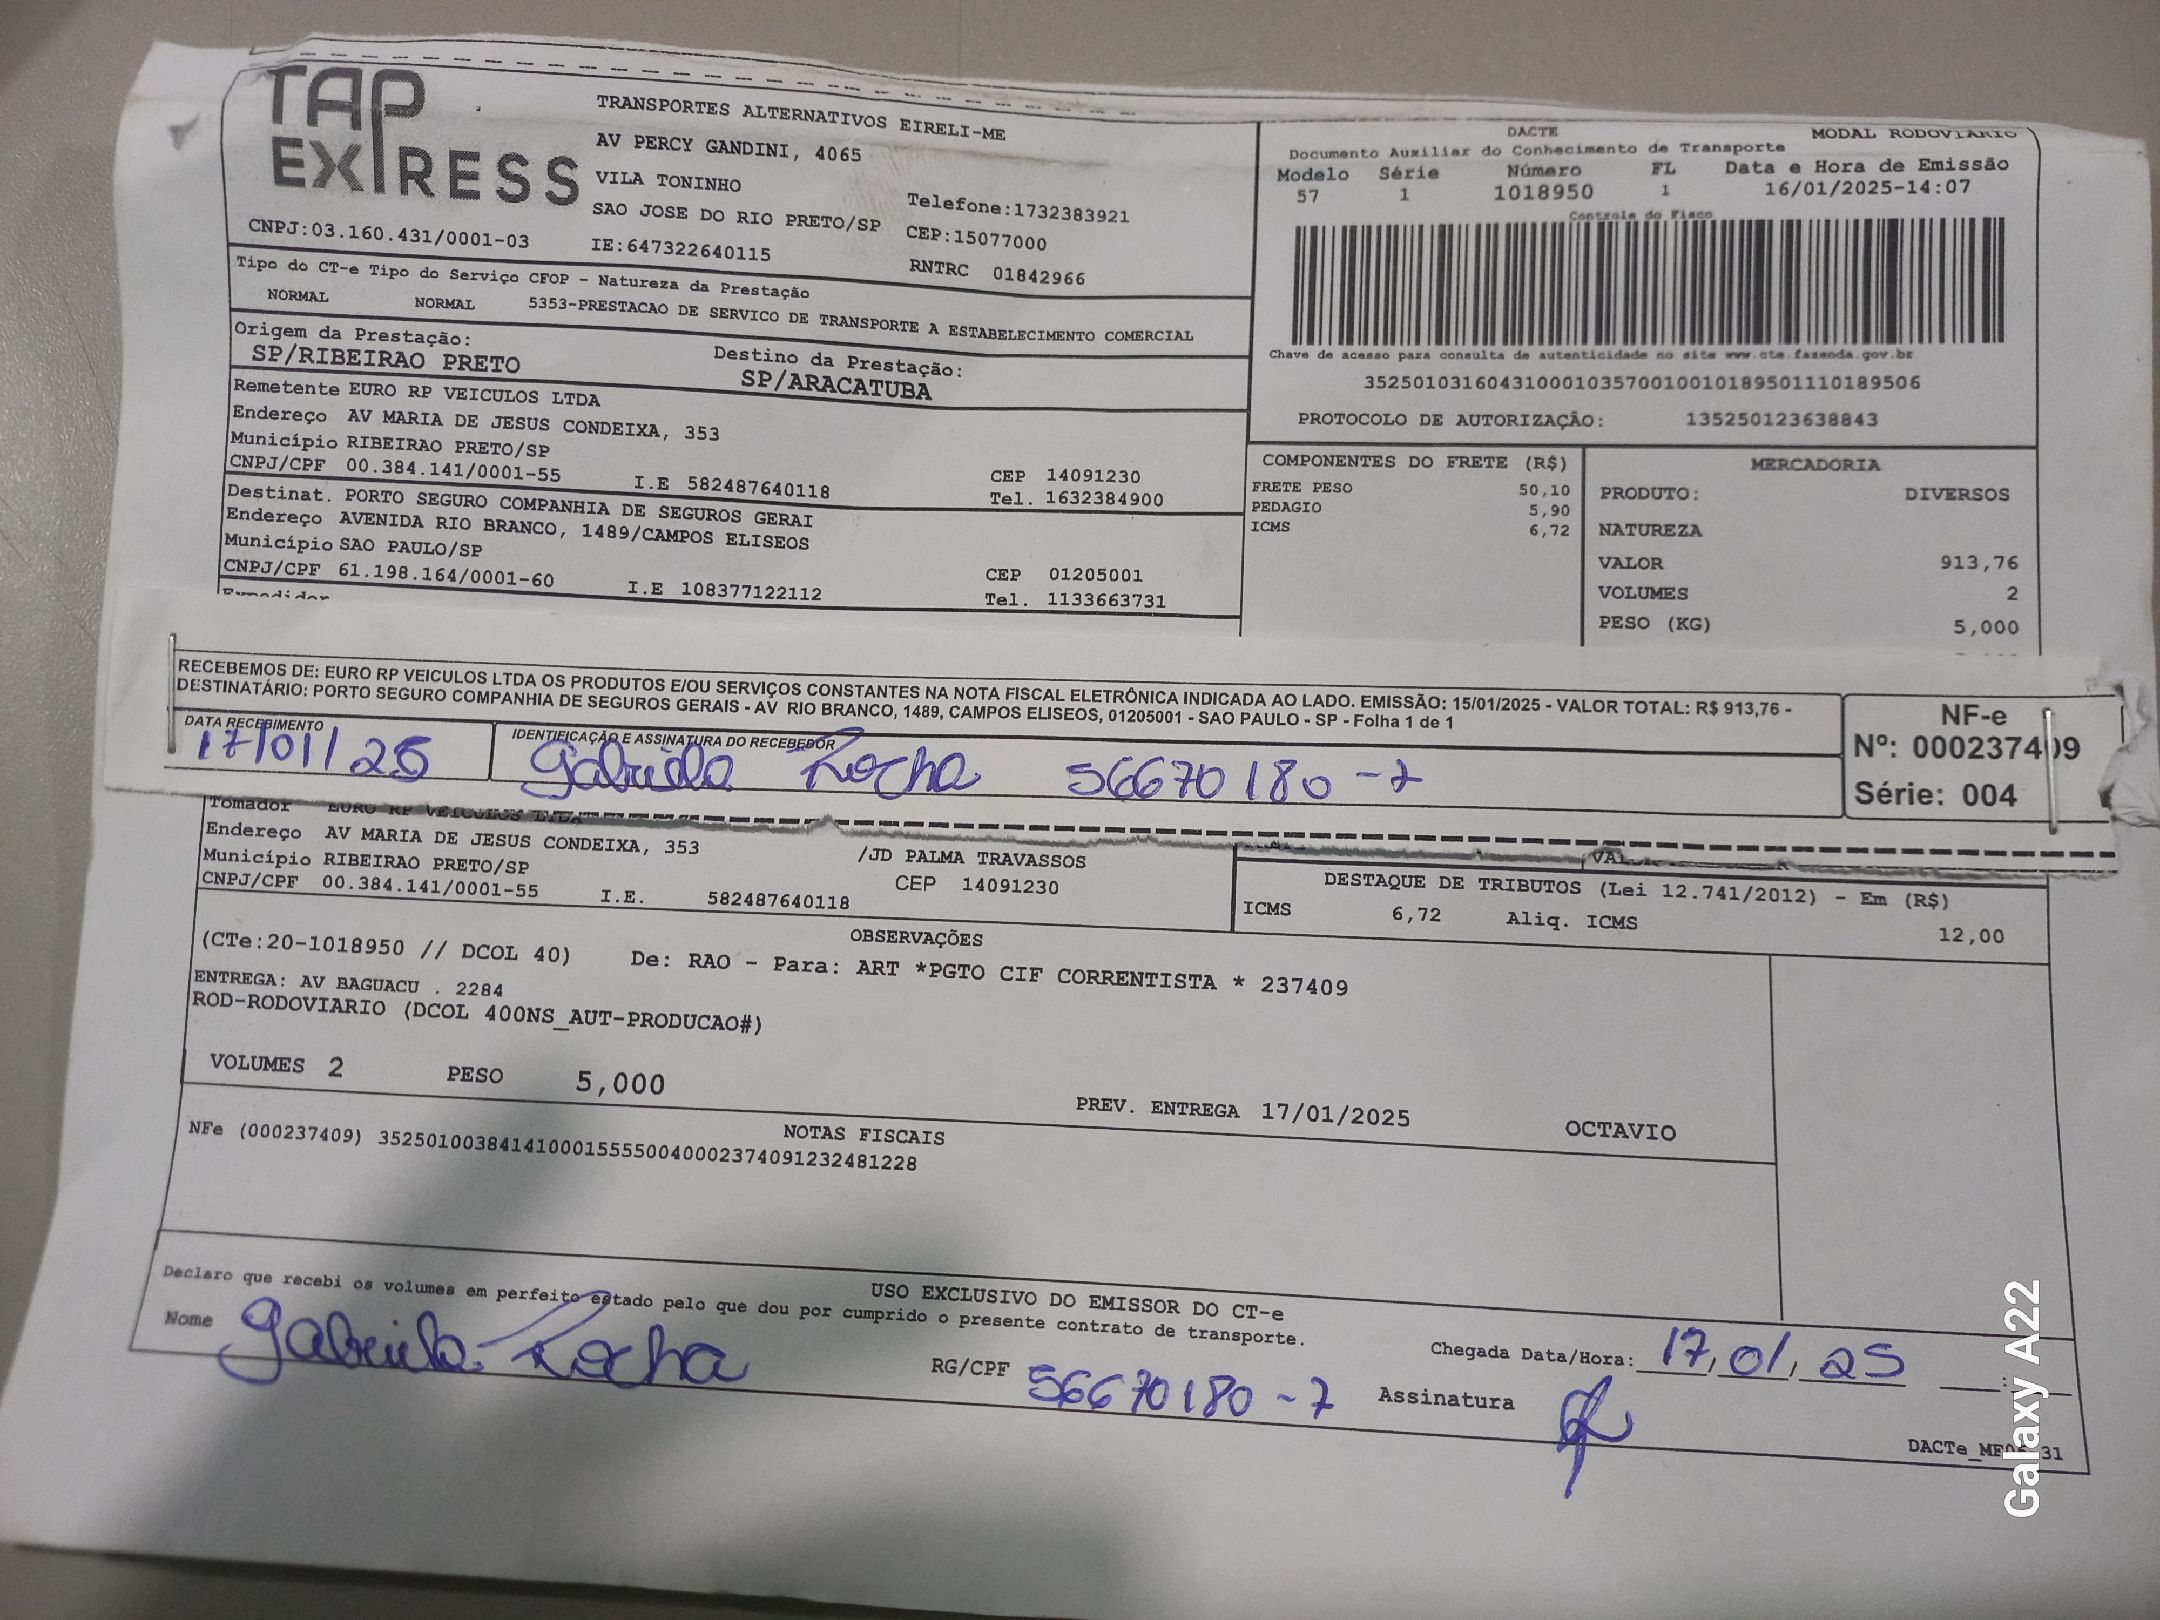 TAP EXPRESS
TRANSPORTES ALTERNATIVOS EIRELI-ME
AV PERCY GANDINI, 4065
VILA TONINHO
SAO JOSE DO RIO PRETO/SP
IE:647322640115
Telefone:1732383921
CEP:15077000
RNTRC 01842966
CNPJ:03.160.431/0001-03
Tipo do CT-e Tipo do Serviço CFOP - Natureza da Prestação
NORMAL NORMAL 5353-PRESTACAO DE SERVICO DE TRANSPORTE A ESTABELECIMENTO COMERCIAL
Origem da Prestação: Destino da Prestação:
SP/RIBEIRAO PRETO SP/ARACATUBA
Remetente EURO RP VEICULOS LTDA
Endereço AV MARIA DE JESUS CONDEIXA, 353
Município RIBEIRAO PRETO/SP CEP 14091230
CNPJ/CPF 00.384.141/0001-55 I.E 582487640118 Tel. 1632384900
Destinat. PORTO SEGURO COMPANHIA DE SEGUROS GERAI
Endereço AVENIDA RIO BRANCO, 1489/CAMPOS ELISEOS
Município SAO PAULO/SP CEP 01205001
CNPJ/CPF 61.198.164/0001-60 I.E 108377122112 Tel. 1133663731
Expedidor
DACTE MODAL RODOVIARIO
Documento Auxiliar do Conhecimento de Transporte
Modelo Série Número FL Data e Hora de Emissão
57 1 1018950 1 16/01/2025-14:07
Controle do Fisco
Chave de acesso para consulta de autenticidade no site www.cte.fazenda.gov.br
35250103160431000103570010010189501110189506
PROTOCOLO DE AUTORIZAÇÃO: 135250123638843
COMPONENTES DO FRETE (R$)
FRETE PESO 50,10
PEDAGIO 5,90
ICMS 6,72
MERCADORIA
PRODUTO: DIVERSOS
NATUREZA
VALOR 913,76
VOLUMES 2
PESO (KG) 5,000
RECEBEMOS DE: EURO RP VEICULOS LTDA OS PRODUTOS E/OU SERVIÇOS CONSTANTES NA NOTA FISCAL ELETRÔNICA INDICADA AO LADO. EMISSÃO: 15/01/2025 - VALOR TOTAL: R$ 913,76 -
DESTINATÁRIO: PORTO SEGURO COMPANHIA DE SEGUROS GERAIS - AV RIO BRANCO, 1489, CAMPOS ELISEOS, 01205001 - SAO PAULO - SP - Folha 1 de 1
DATA RECEBIMENTO IDENTIFICAÇÃO E ASSINATURA DO RECEBEDOR
17/01/25 Gabriela Rocha 56670180-7
NF-e
Nº: 000237409
Série: 004
Tomador EURO RP VEICULOS LTDA
Endereço AV MARIA DE JESUS CONDEIXA, 353 /JD PALMA TRAVASSOS
Município RIBEIRAO PRETO/SP CEP 14091230
CNPJ/CPF 00.384.141/0001-55 I.E. 582487640118
DESTAQUE DE TRIBUTOS (Lei 12.741/2012) - Em (R$)
ICMS 6,72 Aliq. ICMS 12,00
OBSERVAÇÕES
(CTe:20-1018950 // DCOL 40) De: RAO - Para: ART *PGTO CIF CORRENTISTA * 237409
ENTREGA: AV BAGUACU . 2284
ROD-RODOVIARIO (DCOL 400NS_AUT-PRODUCAO#)
VOLUMES 2 PESO 5,000
PREV. ENTREGA 17/01/2025 OCTAVIO
NOTAS FISCAIS
NFe (000237409) 35250100384141000155550040002374091232481228
USO EXCLUSIVO DO EMISSOR DO CT-e
Declaro que recebi os volumes em perfeito estado pelo que dou por cumprido o presente contrato de transporte.
Nome Gabriela Rocha RG/CPF 56670180-7 Assinatura
Chegada Data/Hora: 17,01,25 __:__
Galaxy A22